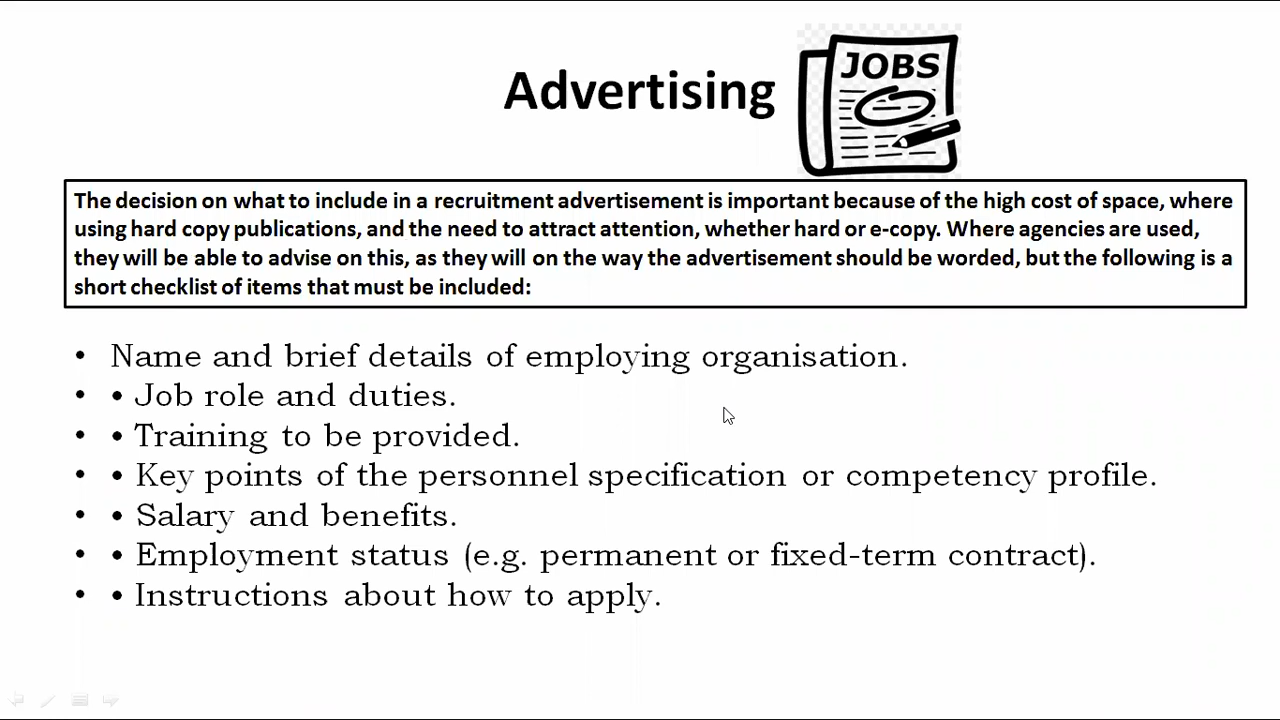 Advertising
JOBS
The decision on what to include in a recruitment advertisement is important because of the high cost of space, where
using hard copy publications, and the need to attract attention, whether hard or e-copy. Where agencies are used,
they will be able to advise on this, as they will on the way the advertisement should be worded, but the following is a
short checklist of items that must be included:
• Name and brief details of employing organisation.
• • Job role and duties.
• • Training to be provided.
• • Key points of the personnel specification or competency profile.
• • Salary and benefits.
• • Employment status (e.g. permanent or fixed-term contract).
• • Instructions about how to apply.